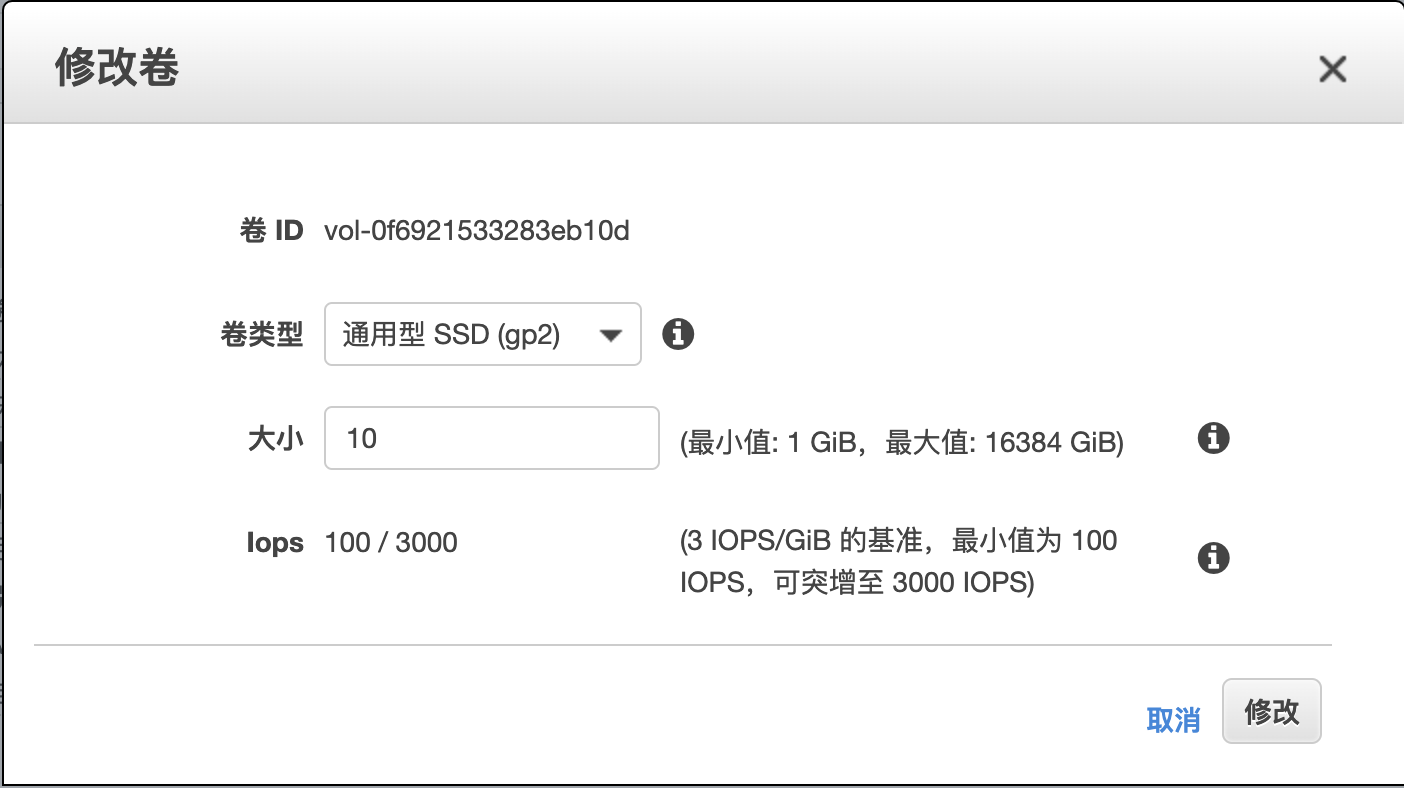 修改卷
卷 ID vol-0f6921533283eb10d
卷类型 通用型 SSD (gp2)
大小 10 (最小值: 1 GiB，最大值: 16384 GiB)
Iops 100 / 3000 (3 IOPS/GiB 的基准，最小值为 100
IOPS，可突增至 3000 IOPS)
取消 修改